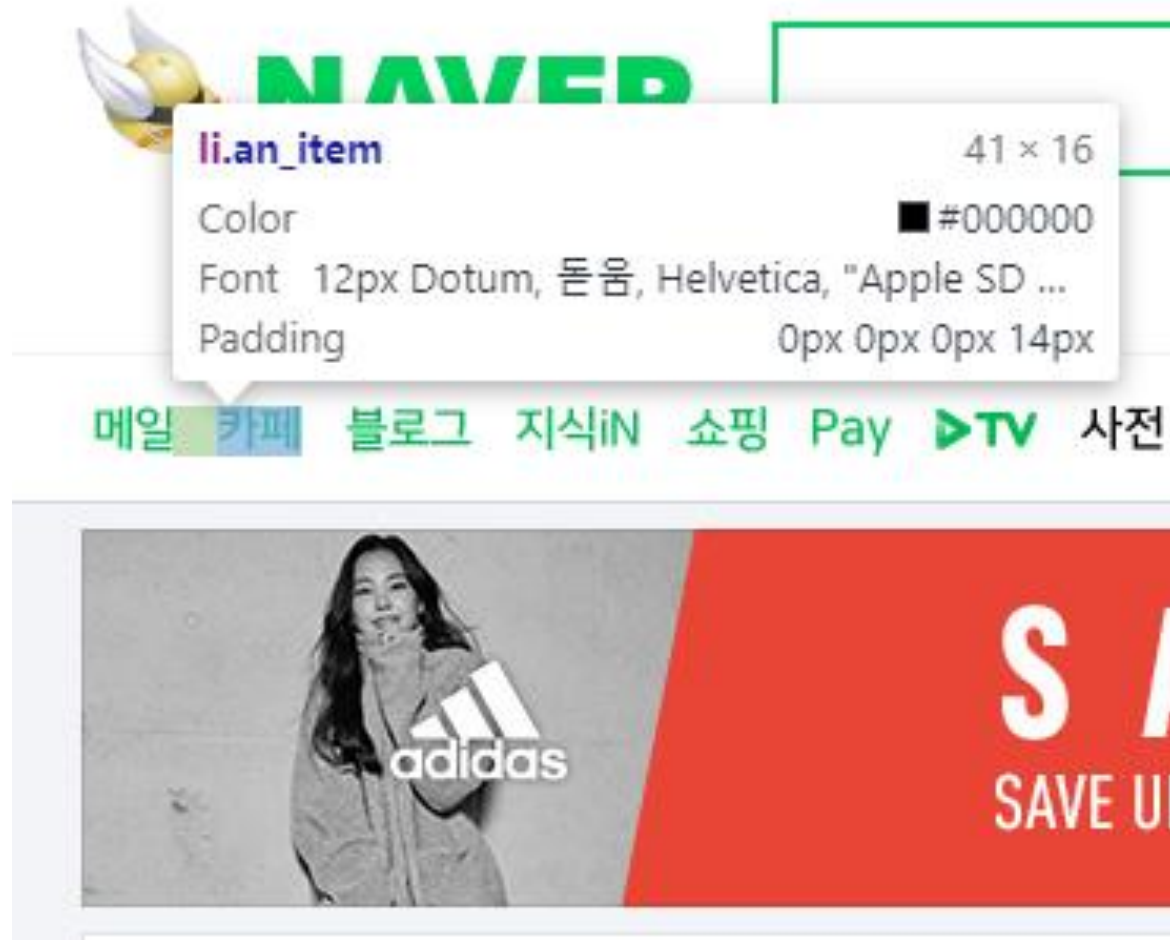 NAVER
li.an_item 41 × 16
Color #000000
Font 12px Dotum, 돋움, Helvetica, "Apple SD ...
Padding 0px 0px 0px 14px
메일 카페 블로그 지식iN 쇼핑 Pay TV 사전
S
adidas
SAVE